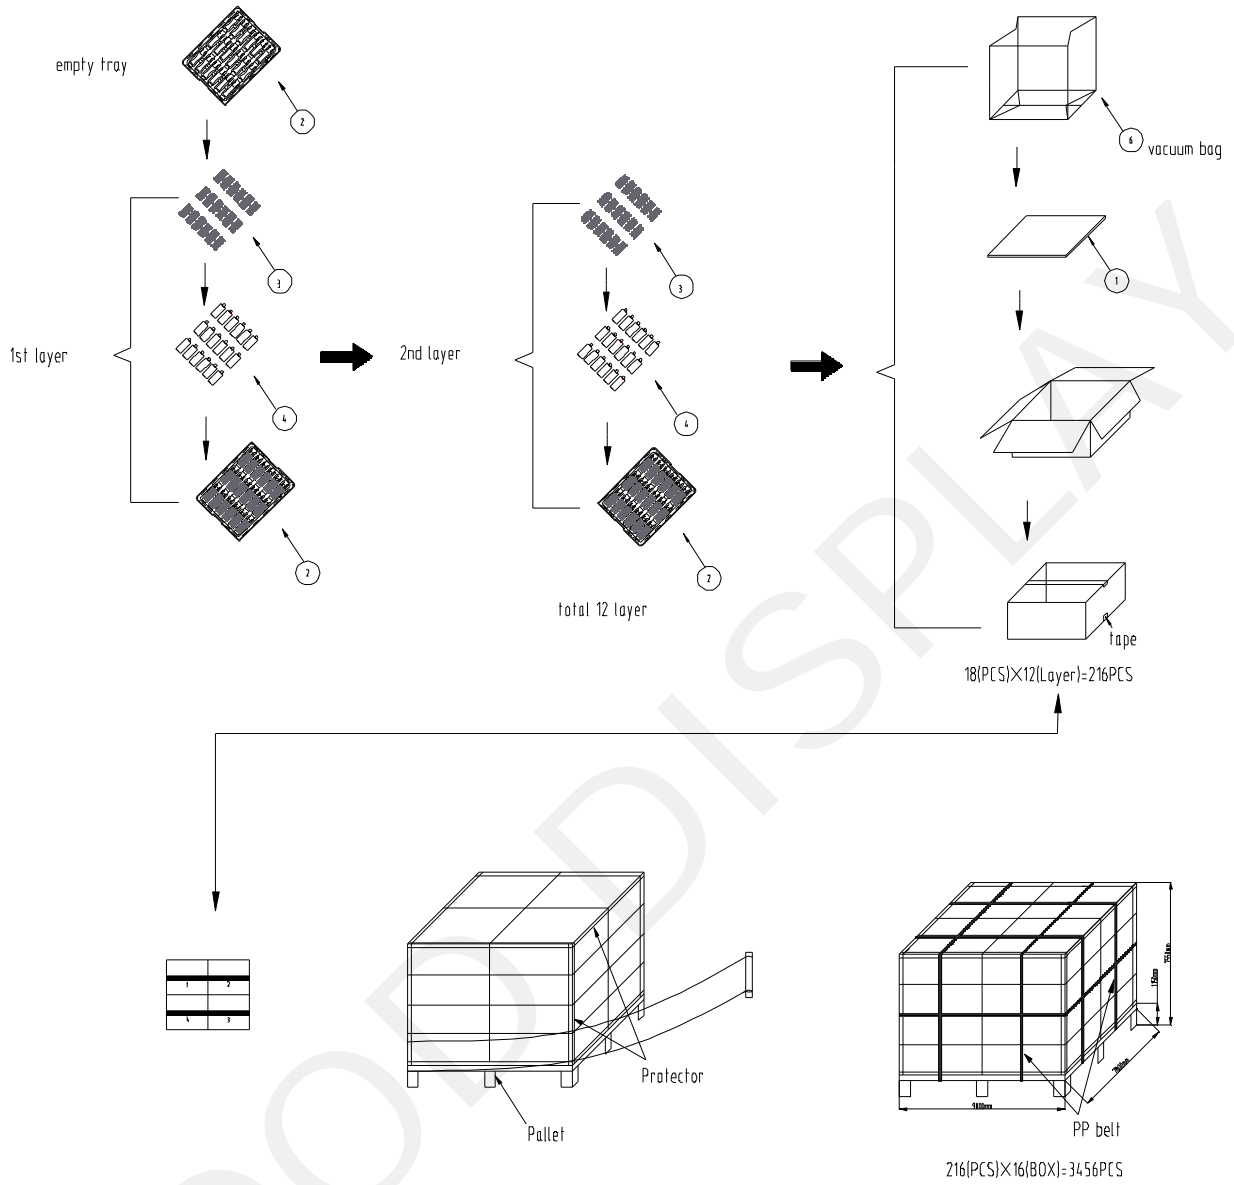 empty tray
2
6
vacuum bag
3
3
1
1st layer
2nd layer
4
4
2
2
total 12 layer
tape
18(PCS)X12(Layer)=216PCS
1 2
4 3
Protector
Pallet
PP belt
216(PCS)X16(BOX)=3456PCS
GOOD DISPLAY